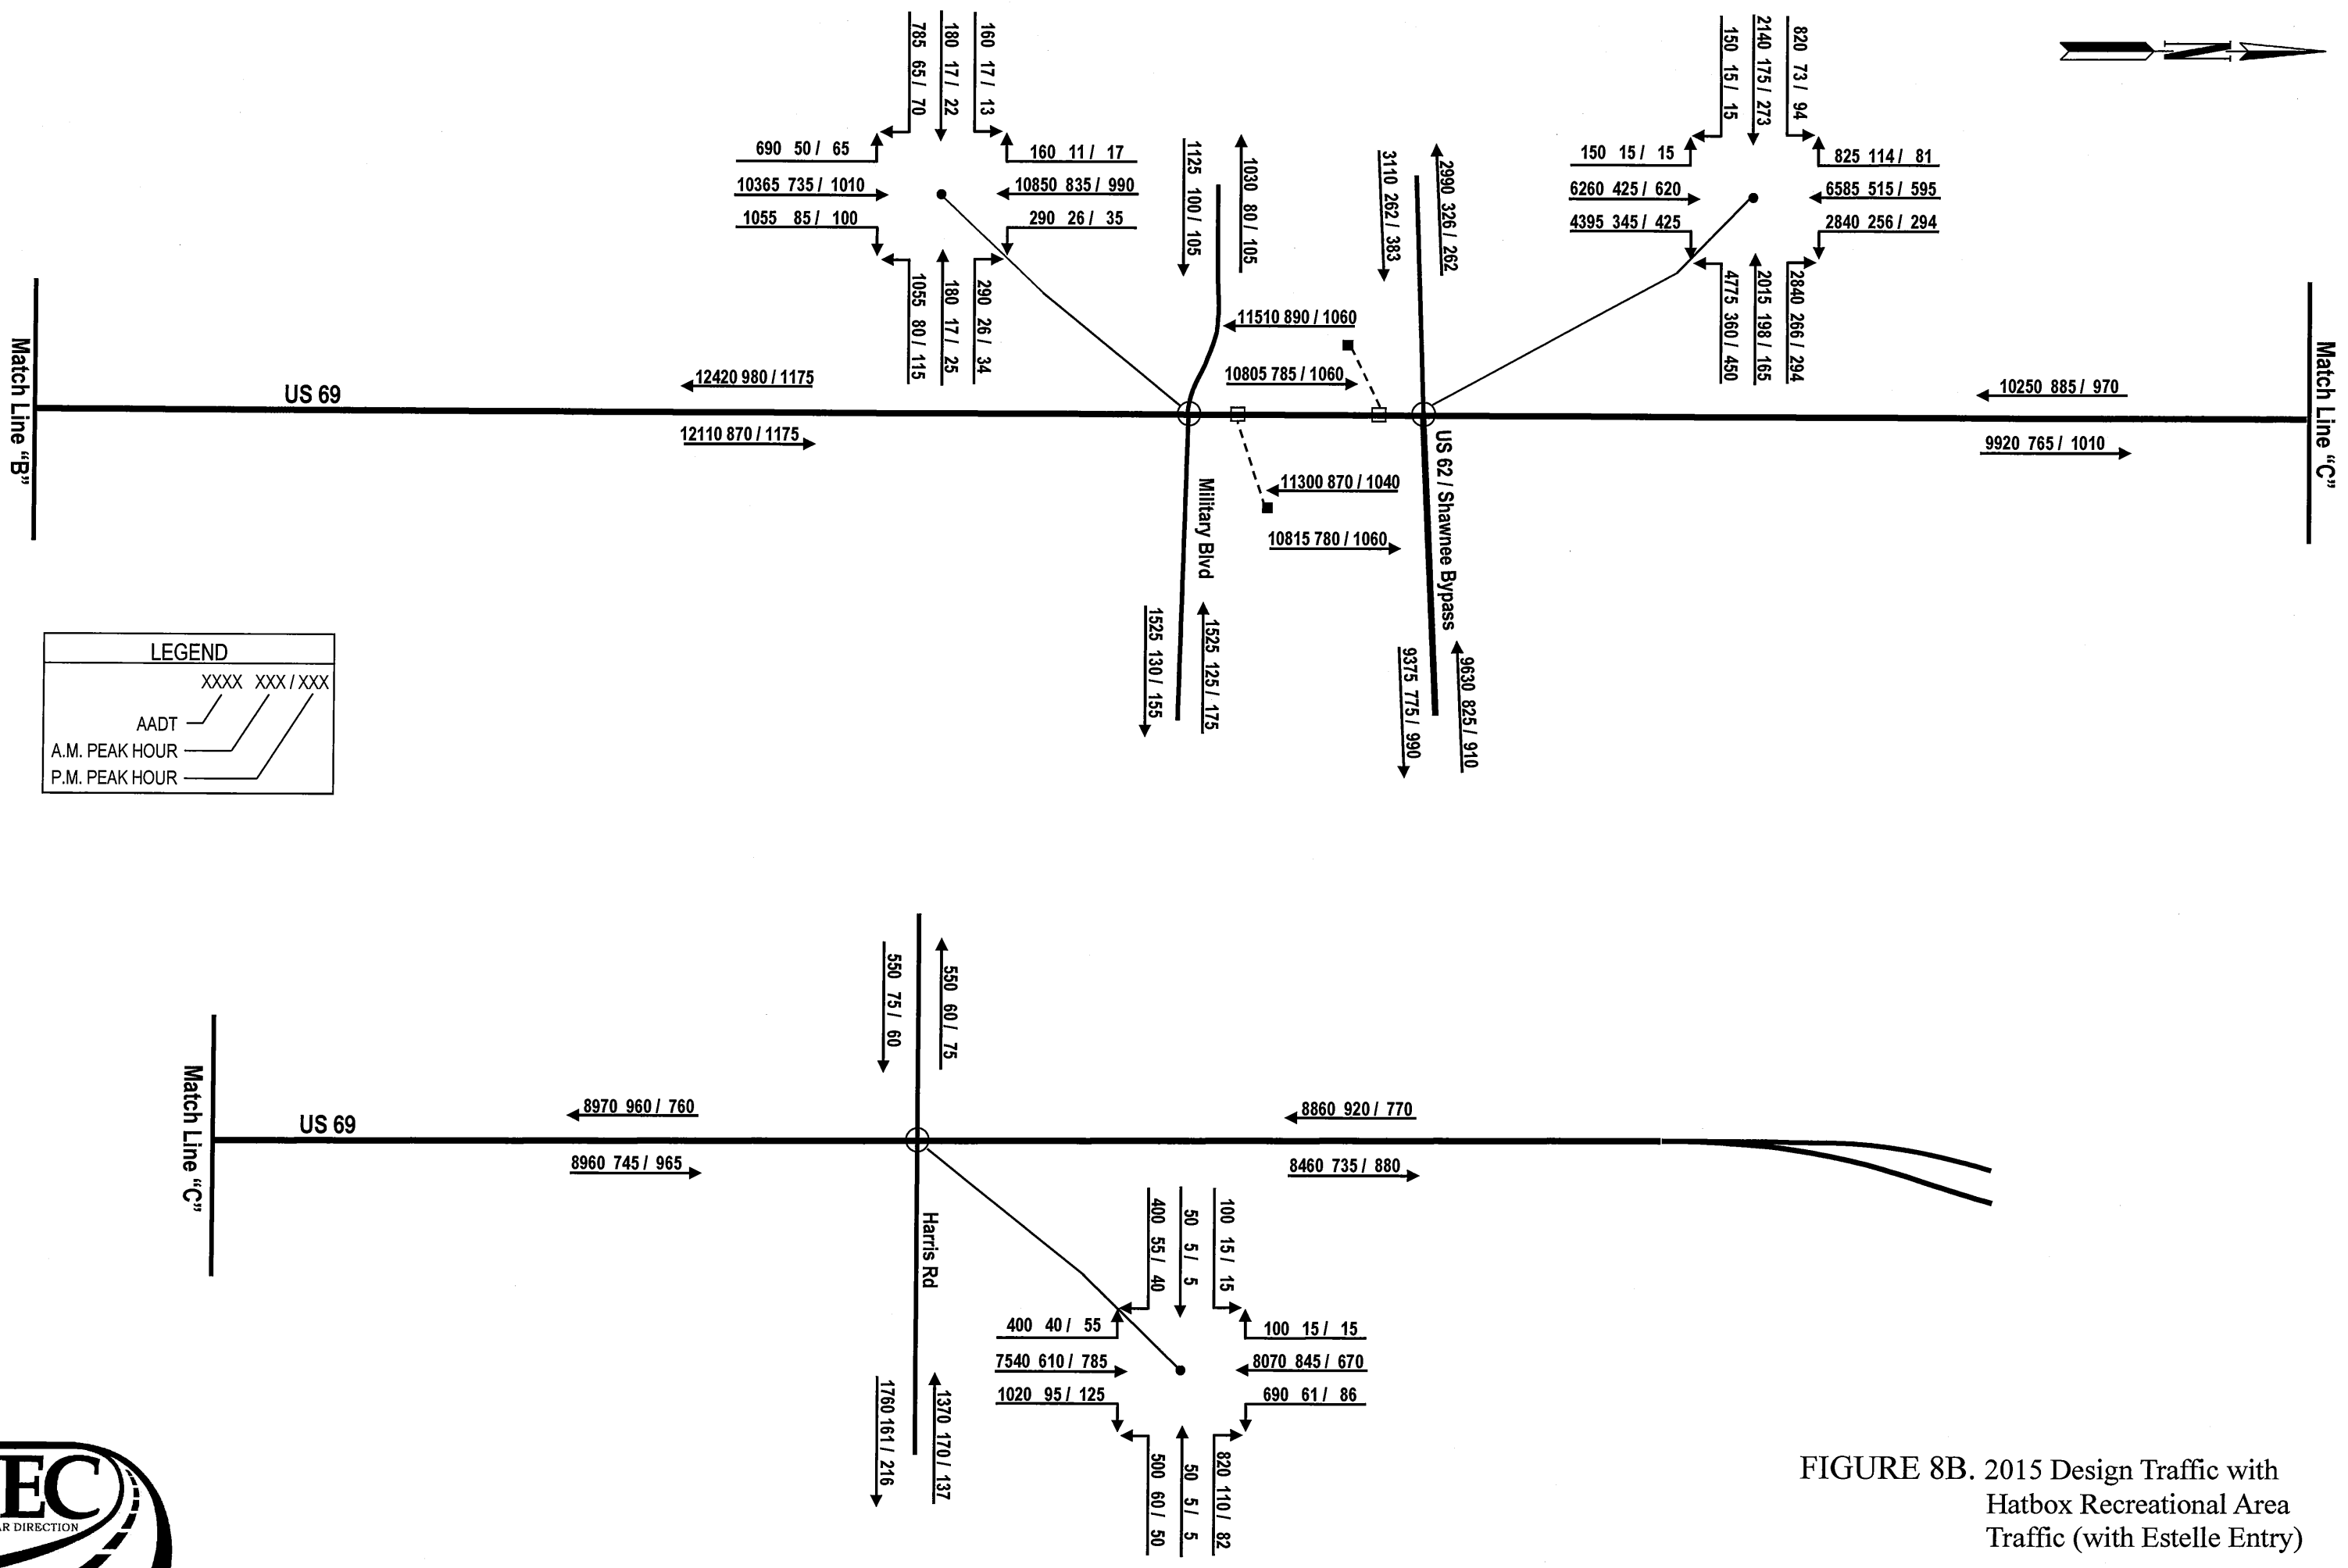 785 65 / 70
180 17 / 22
160 17 / 13
690 50 / 65
10365 735 / 1010
1055 85 / 100
160 11 / 17
10850 835 / 990
290 26 / 35
1055 80 / 115
180 17 / 25
290 26 / 34
1125 100 / 105
1030 80 / 105
3110 262 / 383
2990 326 / 262
150 15 / 15
2140 175 / 273
820 73 / 94
150 15 / 15
6260 425 / 620
4395 345 / 425
825 114 / 81
6585 515 / 595
2840 256 / 294
4775 360 / 450
2015 198 / 165
2840 266 / 294
N
Match Line "B"
US 69
12420 980 / 1175
12110 870 / 1175
11510 890 / 1060
10805 785 / 1060
11300 870 / 1040
10815 780 / 1060
Military Blvd
US 62 / Shawnee Bypass
1525 130 / 155
1525 125 / 175
9375 775 / 990
9630 825 / 910
10250 885 / 970
9920 765 / 1010
Match Line "C"
LEGEND
XXXX XXX / XXX
AADT
A.M. PEAK HOUR
P.M. PEAK HOUR
Match Line "C"
US 69
8970 960 / 760
8960 745 / 965
550 75 / 60
550 60 / 75
8860 920 / 770
8460 735 / 880
Harris Rd
1760 161 / 216
1370 170 / 137
400 55 / 40
50 5 / 5
100 15 / 15
400 40 / 55
7540 610 / 785
1020 95 / 125
100 15 / 15
8070 845 / 670
690 61 / 86
500 60 / 50
50 5 / 5
820 110 / 82
EC
AR DIRECTION
FIGURE 8B. 2015 Design Traffic with
Hatbox Recreational Area
Traffic (with Estelle Entry)